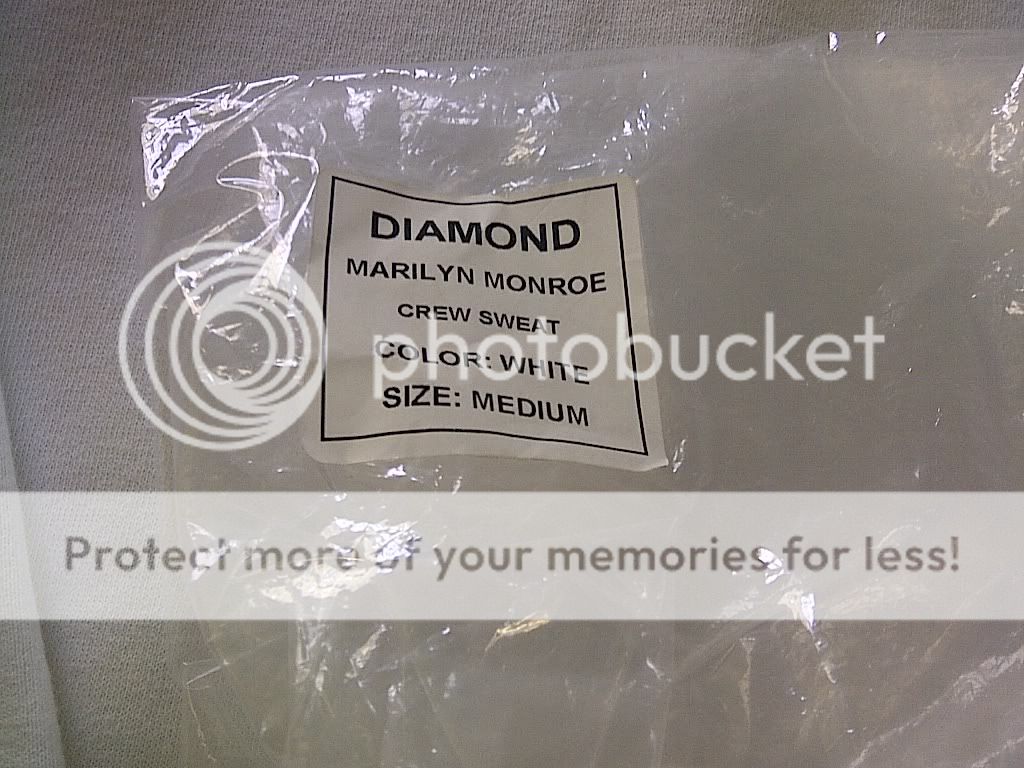 DIAMOND
MARILYN MONROE
CREW SWEAT
COLOR: WHITE
SIZE: MEDIUM
photobucket
Protect more of your memories for less!